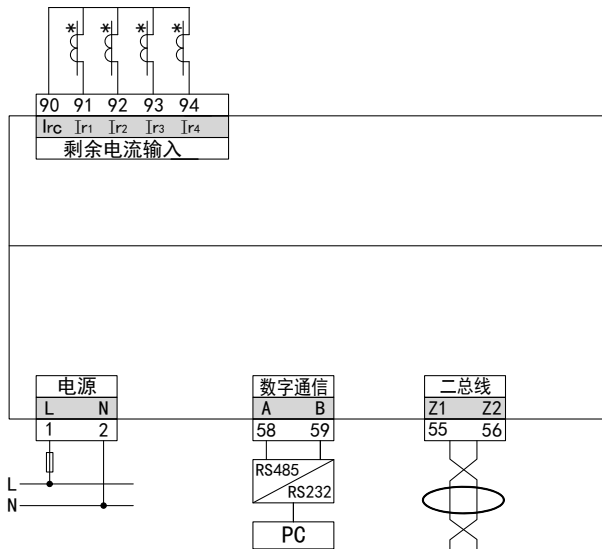 * * * *
90 91 92 93 94
Irc Ir1 Ir2 Ir3 Ir4
剩余电流输入
电源 数字通信 二总线
L N A B Z1 Z2
1 2 58 59 55 56
RS485
RS232
L
N
PC